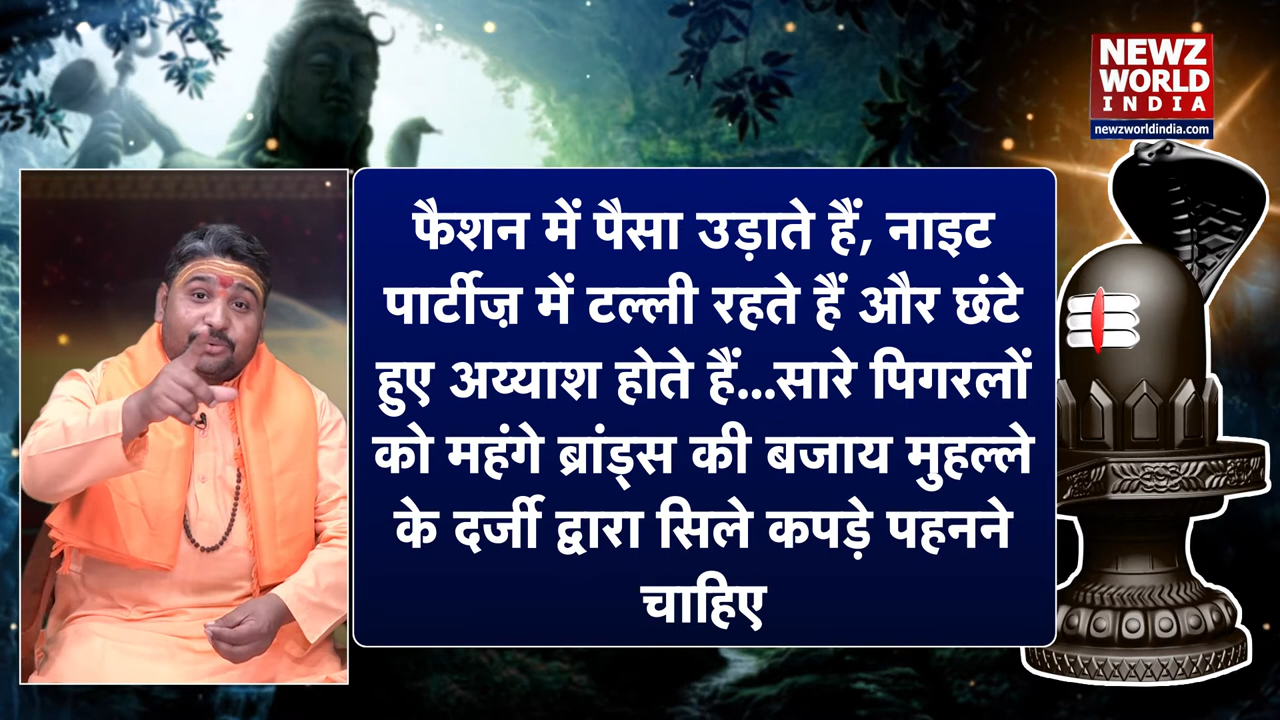 NEWZ
WORLD
INDIA
newzworldindia.com
फैशन में पैसा उड़ाते हैं, नाइट
पार्टीज़ में टल्ली रहते हैं और छंटे
हुए अय्याश होते हैं...सारे पिगरलों
को महंगे ब्रांड्स की बजाय मुहल्ले
के दर्जी द्वारा सिले कपड़े पहनने
चाहिए